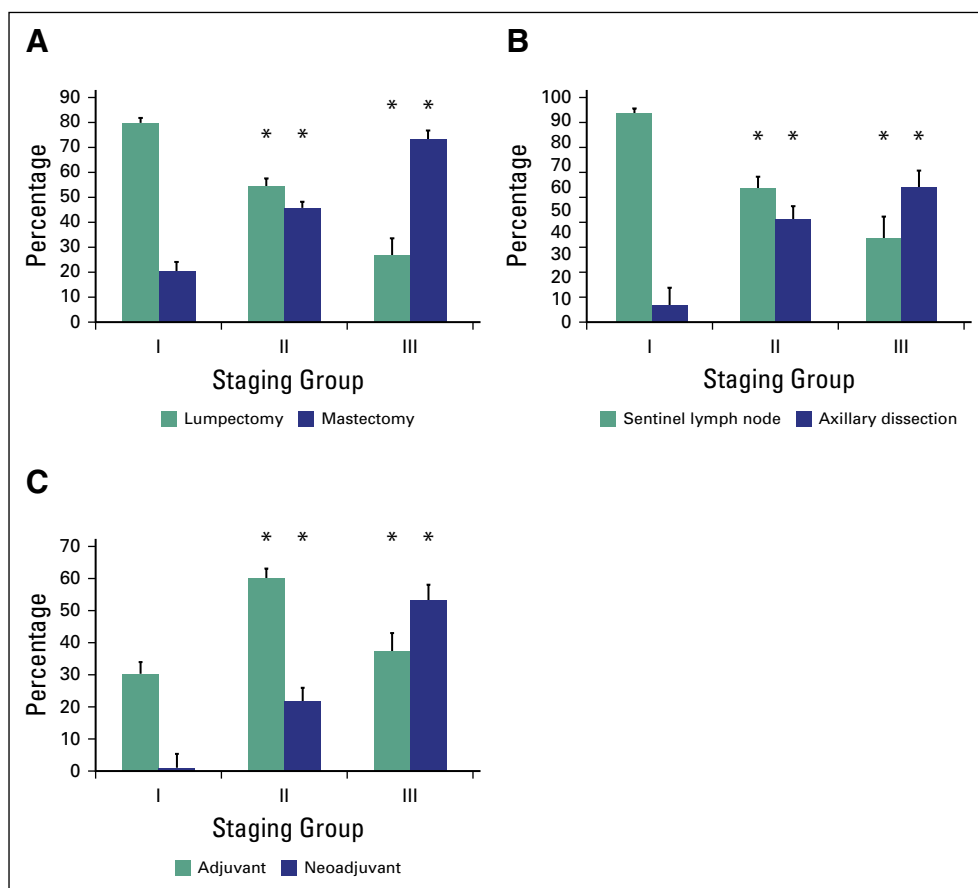 A
90
80
70
60
50
40
30
20
10
0
Percentage
* *
* *
I II III
Staging Group
Lumpectomy Mastectomy
B
100
90
80
70
60
50
40
30
20
10
0
Percentage
* *
* *
I II III
Staging Group
Sentinel lymph node Axillary dissection
C
70
60
50
40
30
20
10
0
Percentage
* * * *
I II III
Staging Group
Adjuvant Neoadjuvant